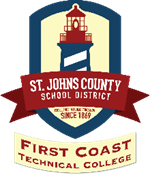 ST. JOHNS COUNTY
SCHOOL DISTRICT
SINCE 1869
FIRST COAST
TECHNICAL COLLEGE